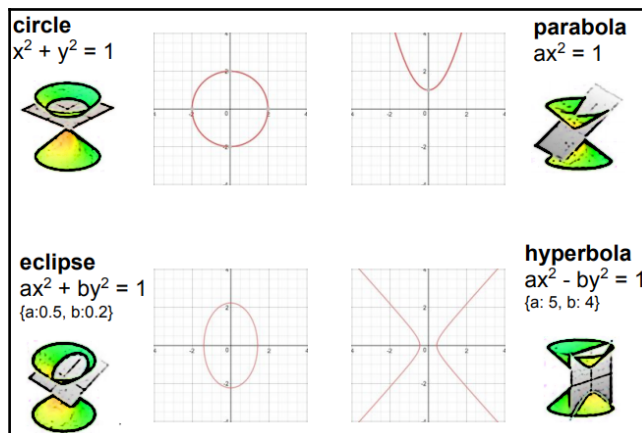 circle
x² + y² = 1
parabola
ax² = 1
eclipse
ax² + by² = 1
{a:0.5, b:0.2}
hyperbola
ax² - by² = 1
{a: 5, b: 4}